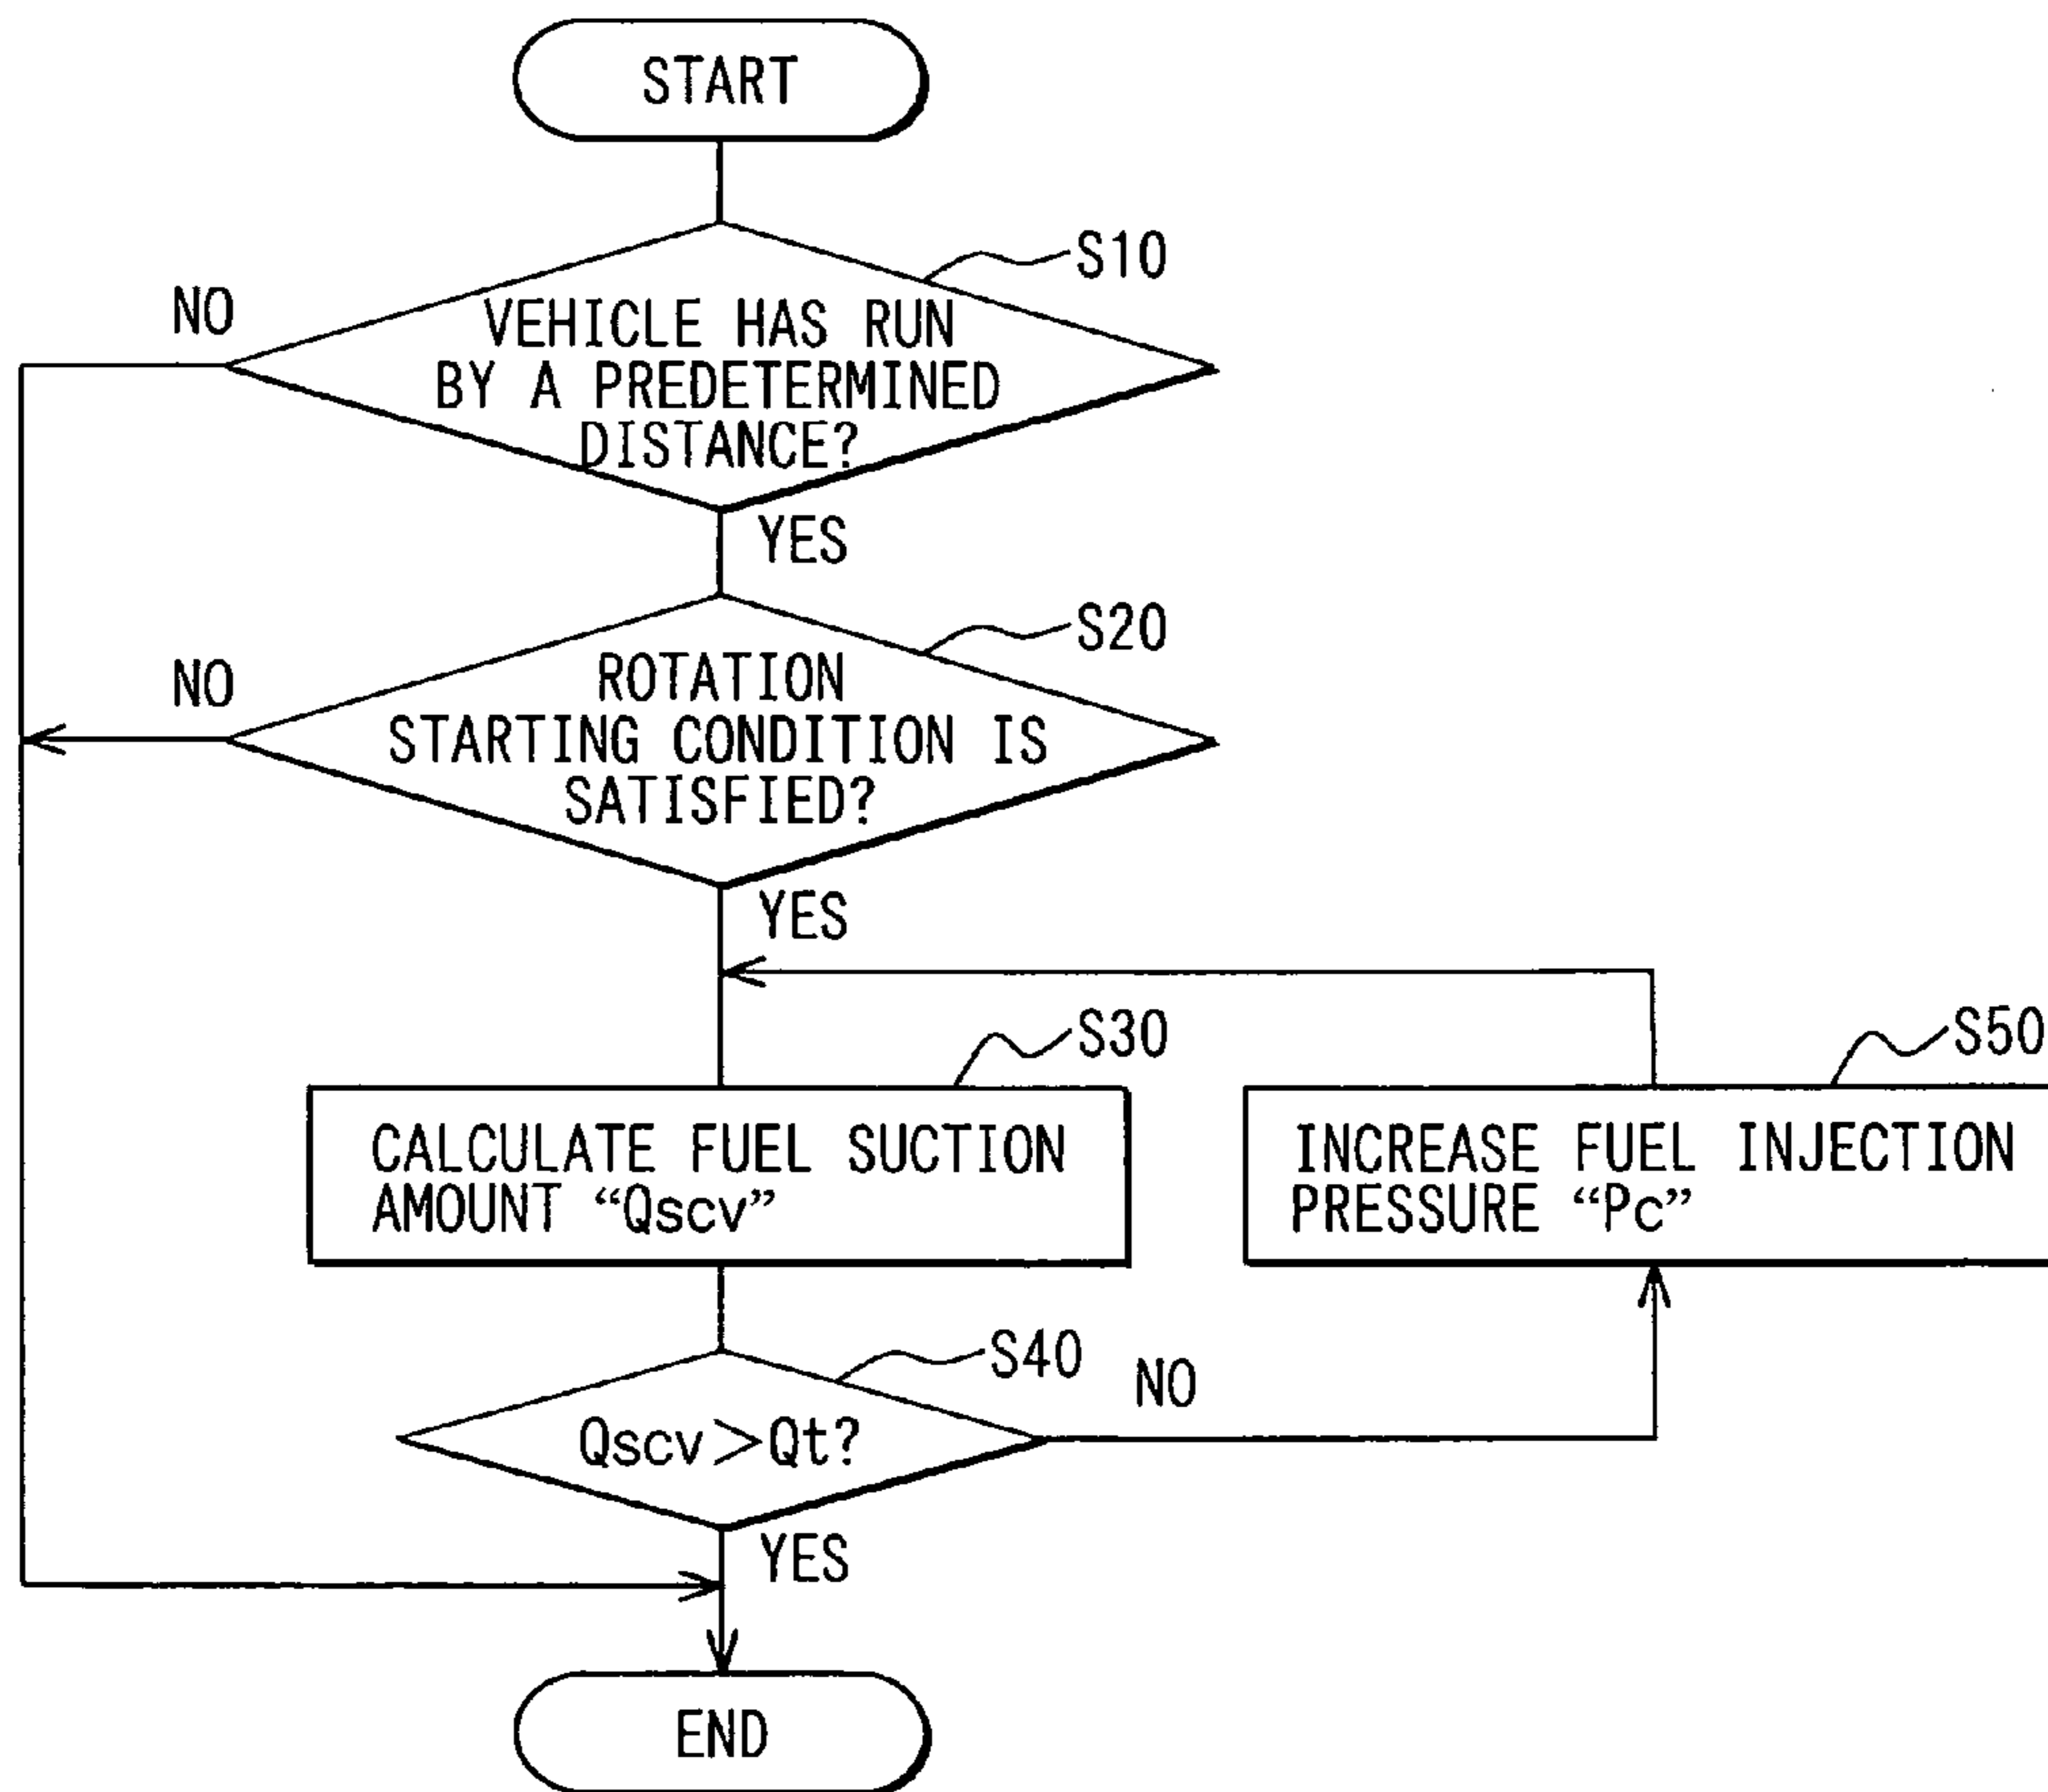 START
S10
NO
VEHICLE HAS RUN
BY A PREDETERMINED
DISTANCE?
YES
S20
NO
ROTATION
STARTING CONDITION IS
SATISFIED?
YES
S30
S50
CALCULATE FUEL SUCTION
AMOUNT “Qscv”
INCREASE FUEL INJECTION
PRESSURE “Pc”
S40
NO
Qscv>Qt?
YES
END